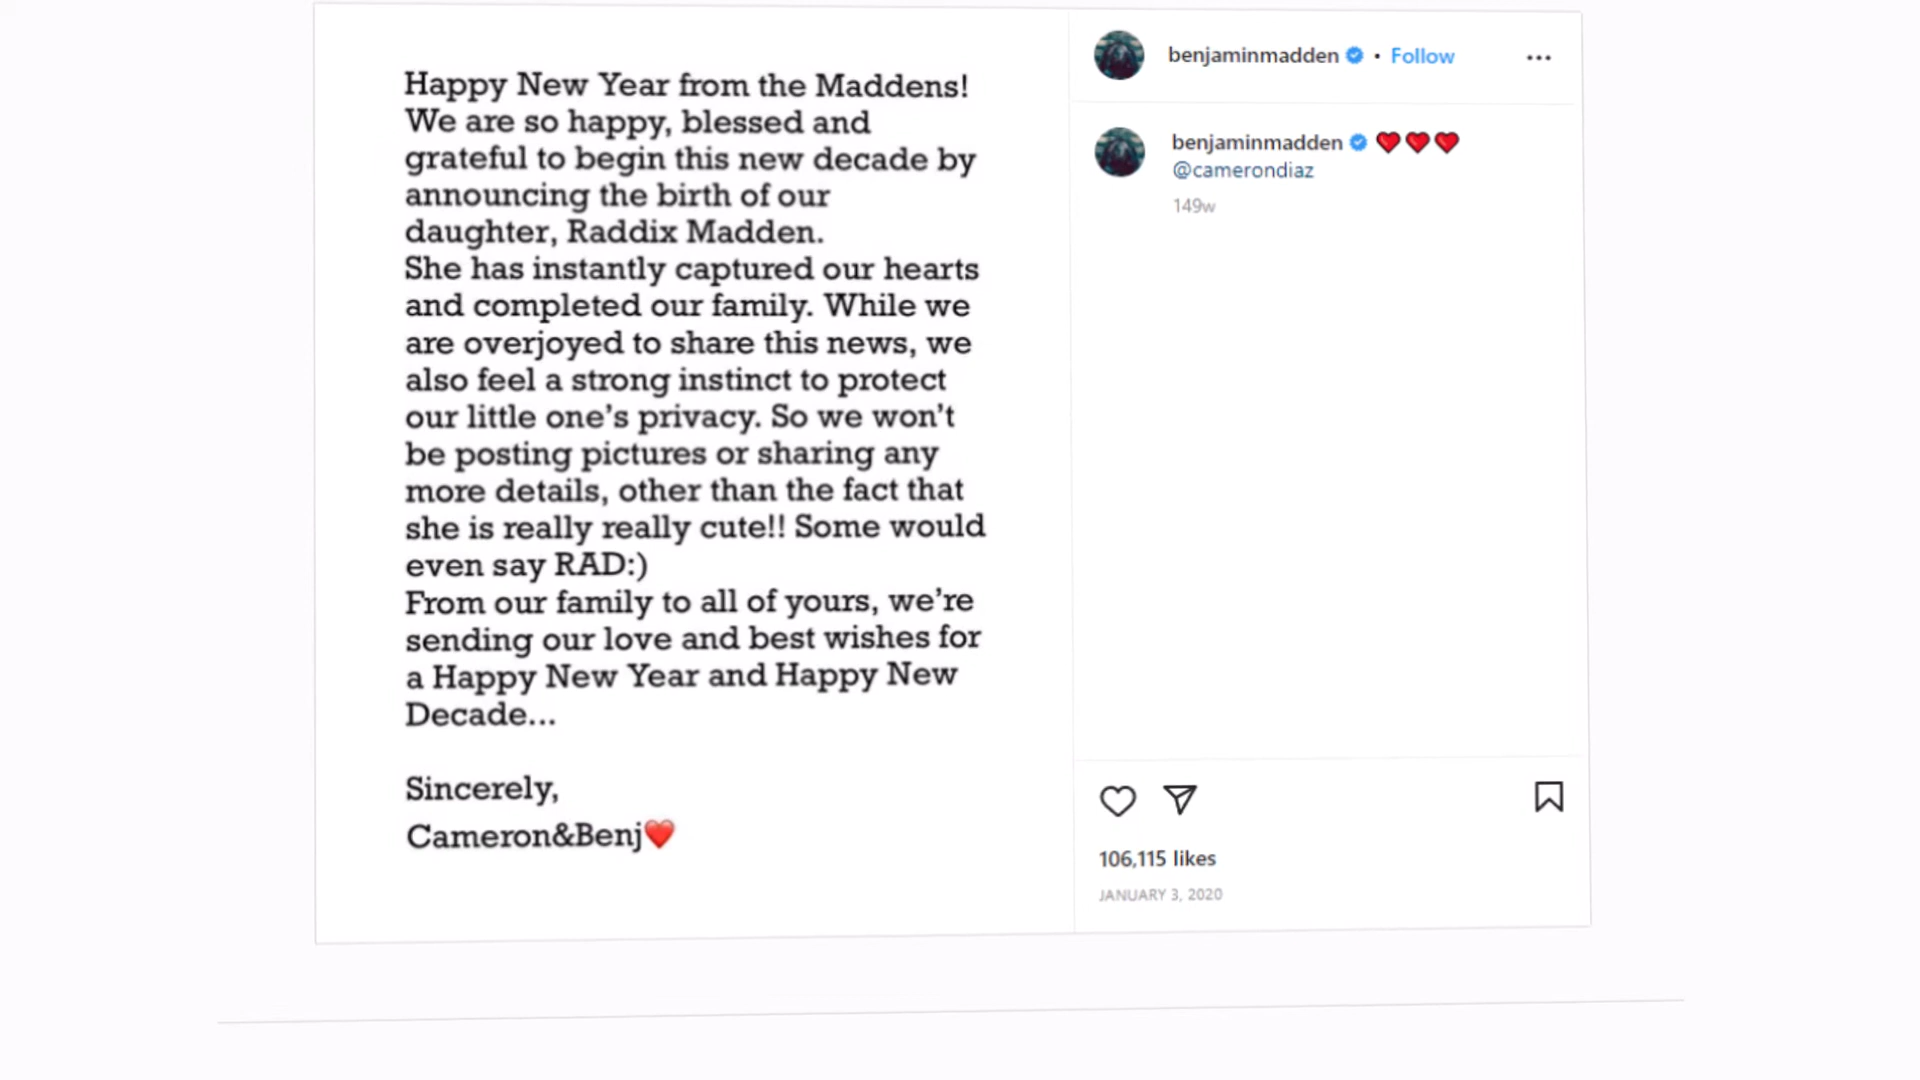 Happy New Year from the Maddens!
We are so happy, blessed and
grateful to begin this new decade by
announcing the birth of our
daughter, Raddix Madden.
She has instantly captured our hearts
and completed our family. While we
are overjoyed to share this news, we
also feel a strong instinct to protect
our little one’s privacy. So we won’t
be posting pictures or sharing any
more details, other than the fact that
she is really really cute!! Some would
even say RAD:)
From our family to all of yours, we’re
sending our love and best wishes for
a Happy New Year and Happy New
Decade...
Sincerely,
Cameron&Benj❤️
benjaminmadden • Follow
benjaminmadden ❤️❤️❤️
@camerondiaz
149w
106,115 likes
JANUARY 3, 2020